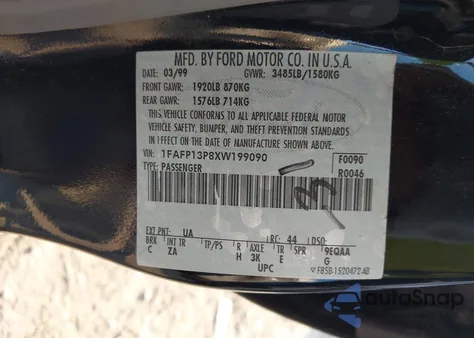 MFD. BY FORD MOTOR CO. IN U.S.A.
DATE: 03/99 GVWR: 3485LB/1580KG
FRONT GAWR: 1920LB 870KG
REAR GAWR: 1576LB 714KG
THIS VEHICLE CONFORMS TO ALL APPLICABLE FEDERAL MOTOR
VEHICLE SAFETY, BUMPER, AND THEFT PREVENTION STANDARDS
IN EFFECT ON THE DATE OF MANUFACTURE SHOWN ABOVE.
VIN: 1FAFP13P8XW199090 F0090
TYPE: PASSENGER R0046
EXT PNT: UA RC: 44 DSO:
BRK INT TR TP/PS R AXLE TR SPR 9EQAA
C ZA H 3K E G
UPC F85B-1520472-AB
autoSnap